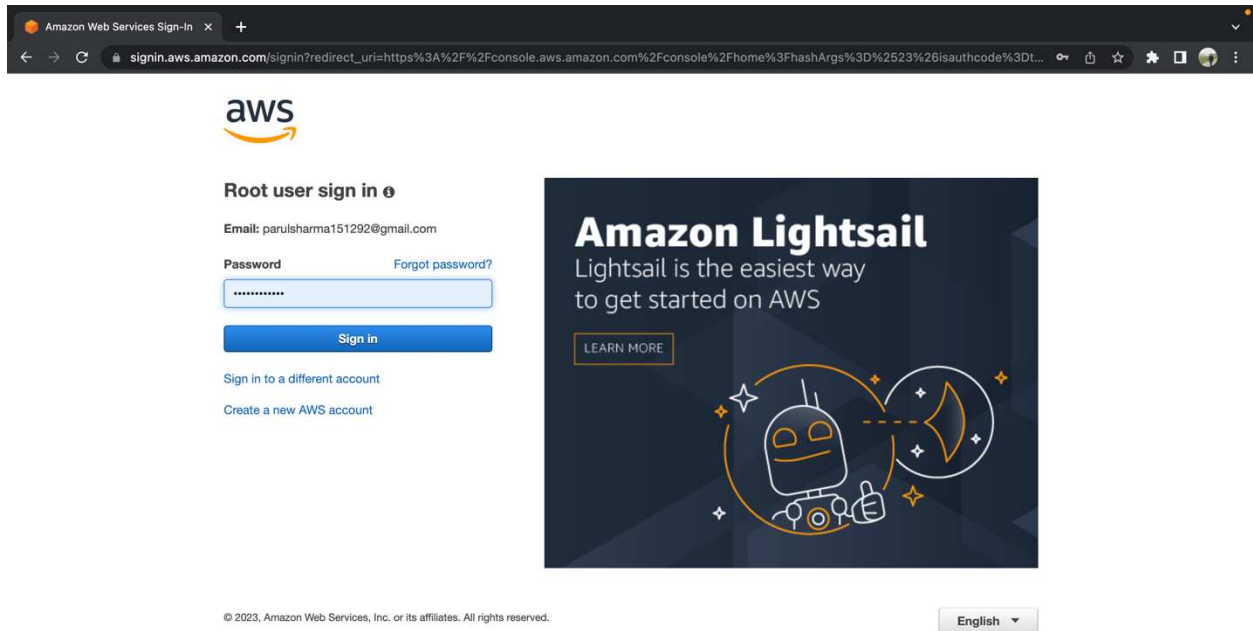 Amazon Web Services Sign-In
signin.aws.amazon.com/signin?redirect_uri=https%3A%2F%2Fconsole.aws.amazon.com%2Fconsole%2Fhome%3FhashArgs%3D%2523%26isauthcode%3Dt...
aws
Root user sign in
Email: parulsharma151292@gmail.com
Password
Forgot password?
••••••••••••
Sign in
Sign in to a different account
Create a new AWS account
Amazon Lightsail
Lightsail is the easiest way
to get started on AWS
LEARN MORE
© 2023, Amazon Web Services, Inc. or its affiliates. All rights reserved.
English